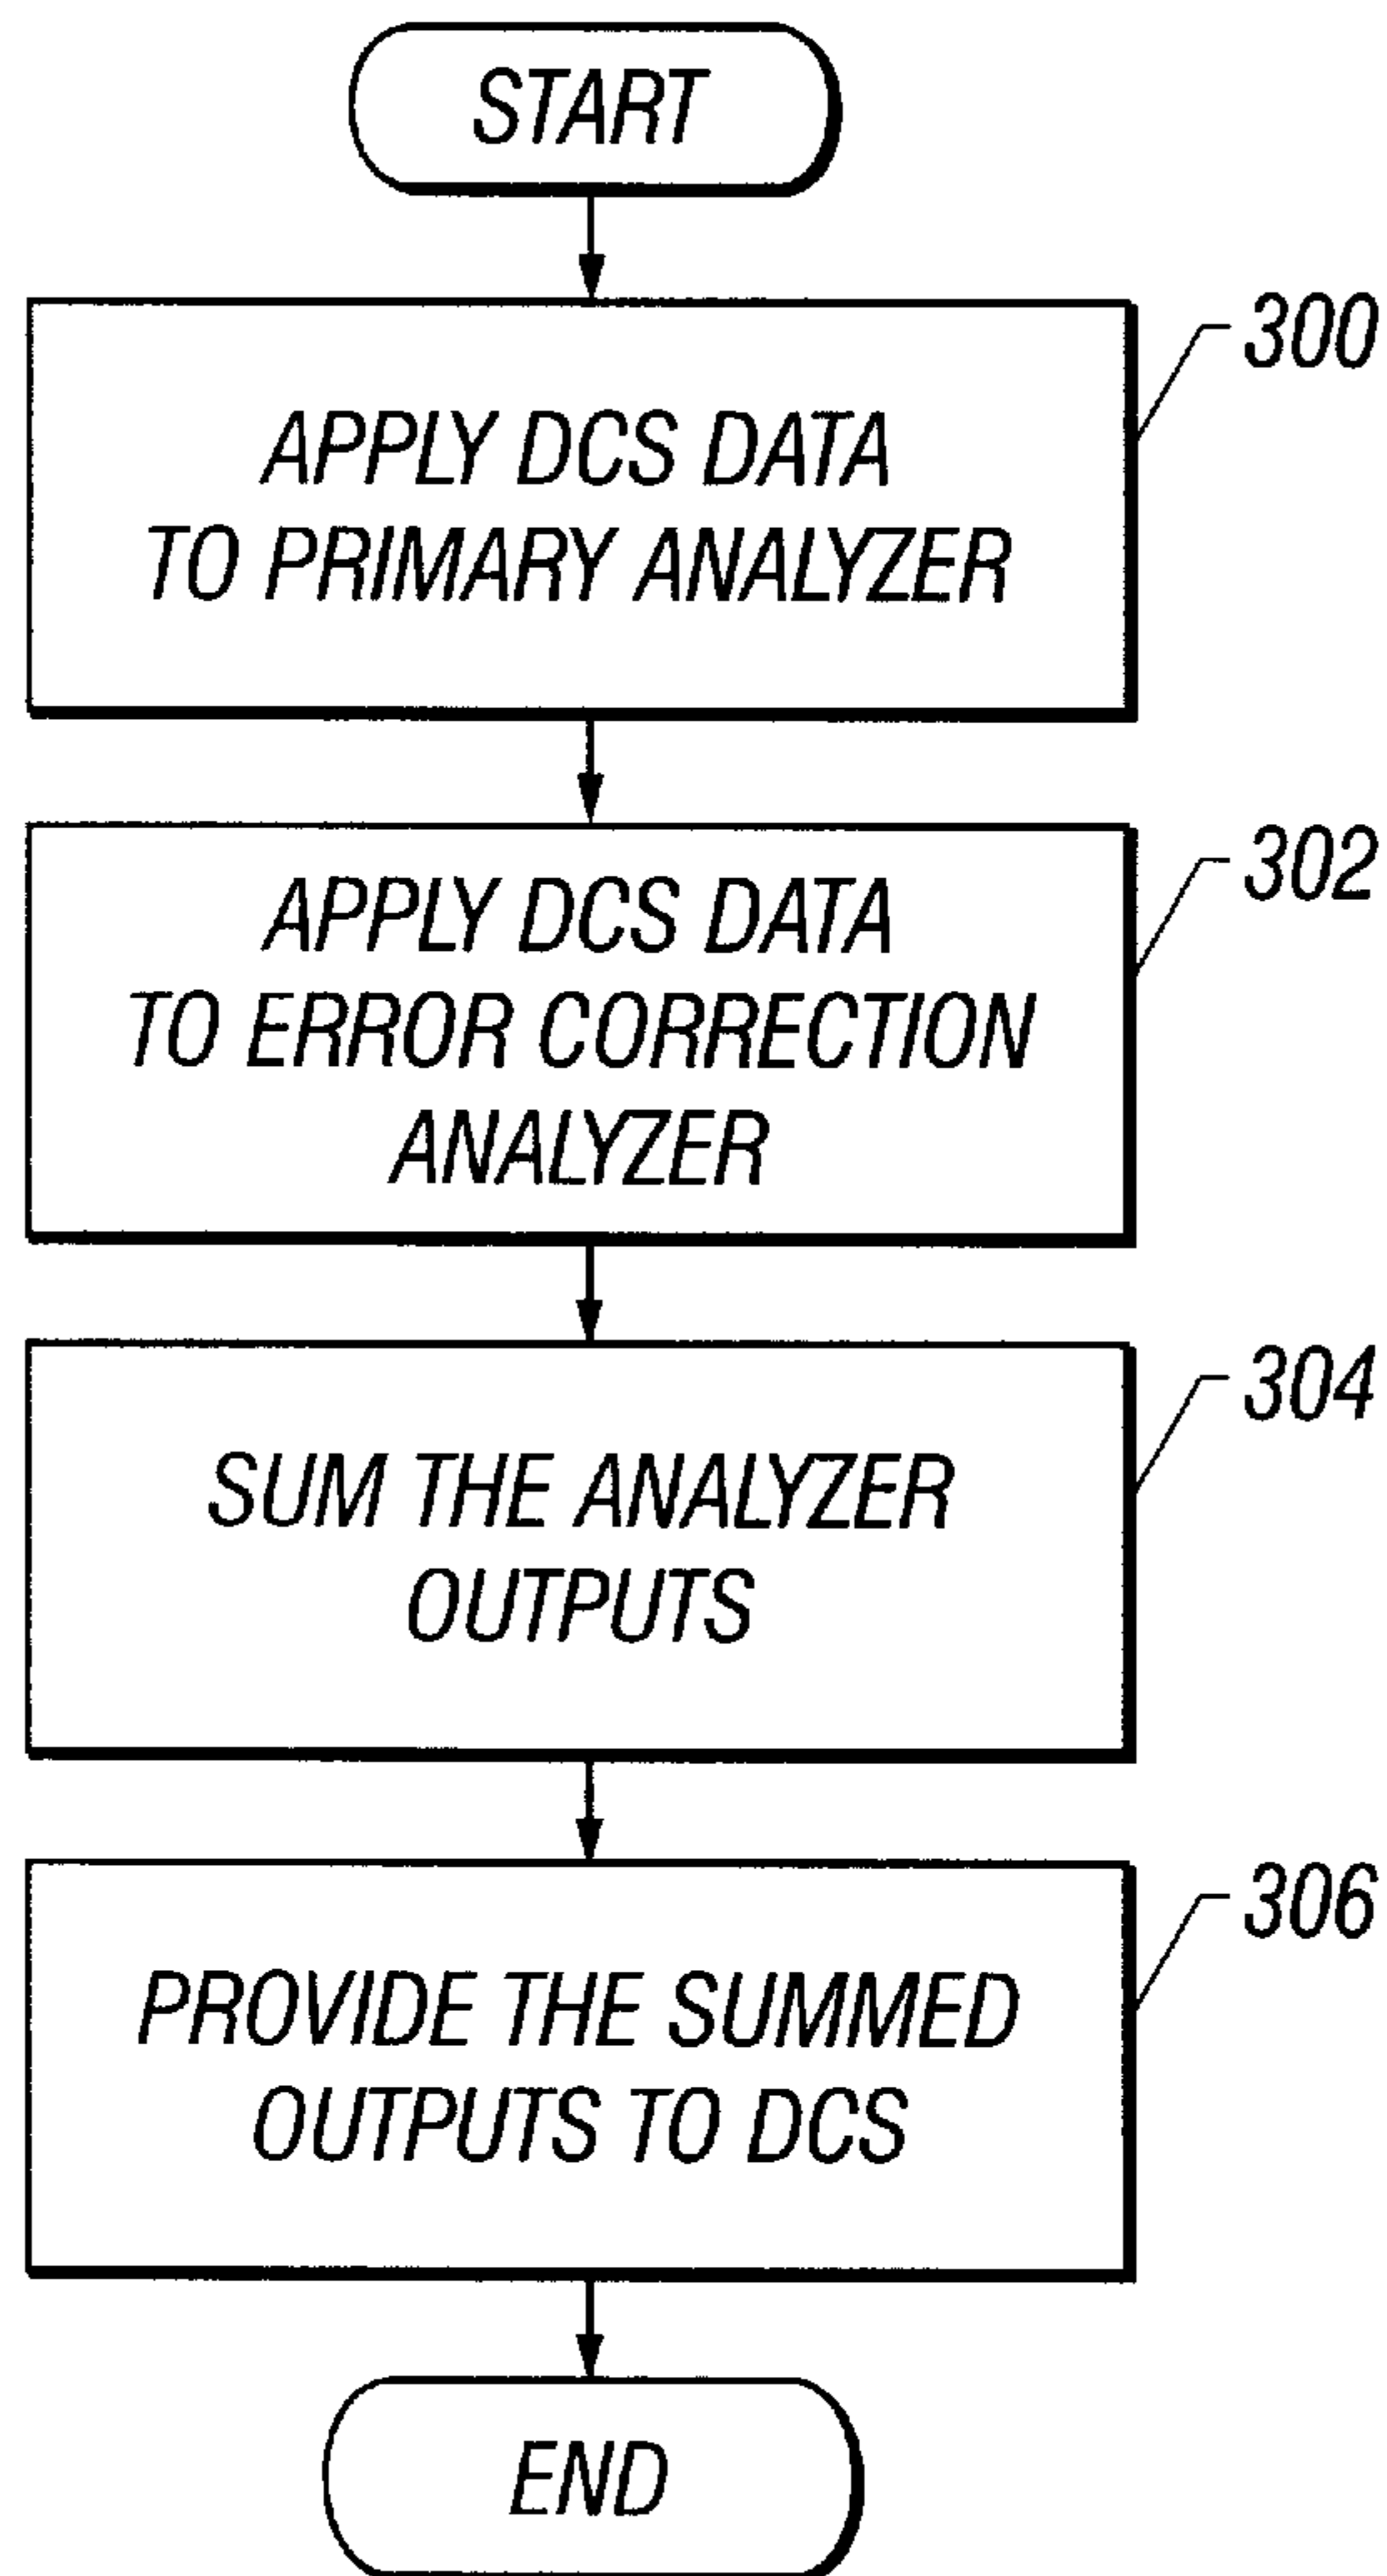 START
300
APPLY DCS DATA
TO PRIMARY ANALYZER
302
APPLY DCS DATA
TO ERROR CORRECTION
ANALYZER
304
SUM THE ANALYZER
OUTPUTS
306
PROVIDE THE SUMMED
OUTPUTS TO DCS
END